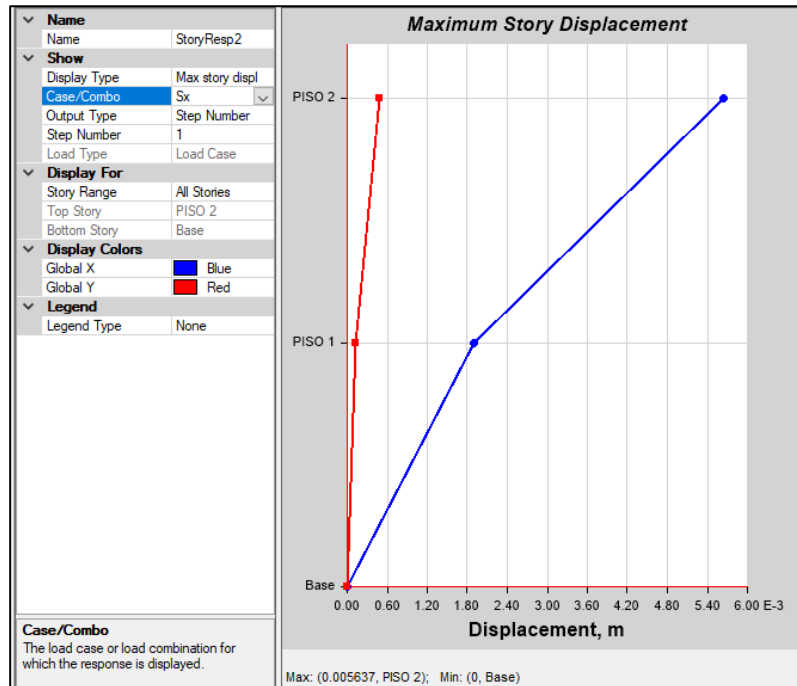 Name
Name StoryResp2
Show
Display Type Max story displ
Case/Combo Sx
Output Type Step Number
Step Number 1
Load Type Load Case
Display For
Story Range All Stories
Top Story PISO 2
Bottom Story Base
Display Colors
Global X Blue
Global Y Red
Legend
Legend Type None
Case/Combo
The load case or load combination for
which the response is displayed.
Maximum Story Displacement
PISO 2
PISO 1
Base
0.00 0.60 1.20 1.80 2.40 3.00 3.60 4.20 4.80 5.40 6.00 E-3
Displacement, m
Max: (0.005637, PISO 2); Min: (0, Base)